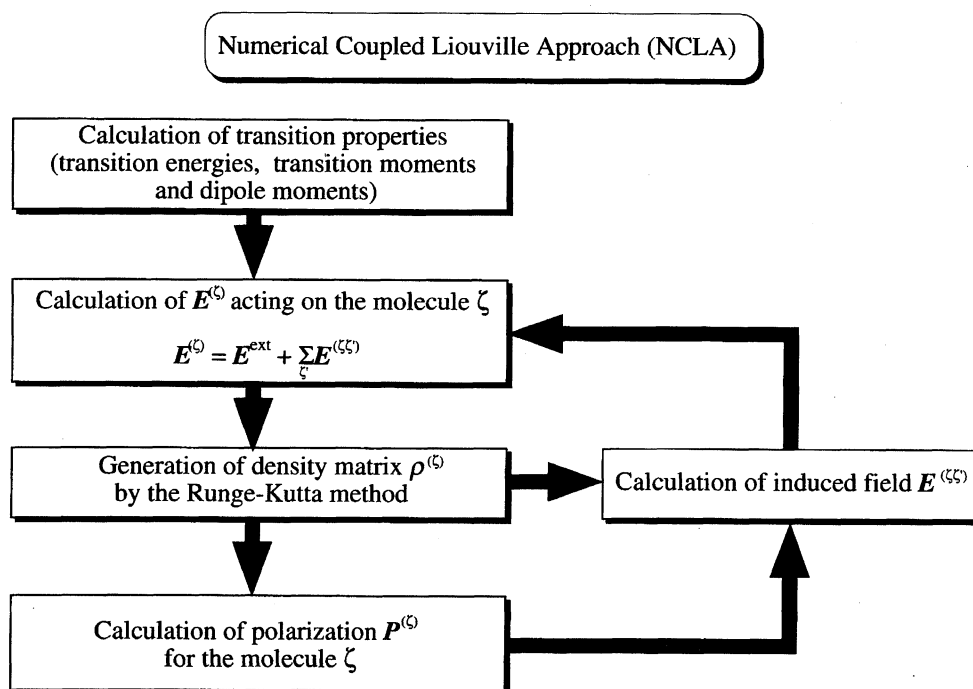 Numerical Coupled Liouville Approach (NCLA)
Calculation of transition properties
(transition energies, transition moments
and dipole moments)
Calculation of E^(ζ) acting on the molecule ζ
E^(ζ) = E^ext + Σ_ζ' E^(ζζ')
Generation of density matrix ρ^(ζ)
by the Runge-Kutta method
Calculation of induced field E^(ζζ')
Calculation of polarization P^(ζ)
for the molecule ζ